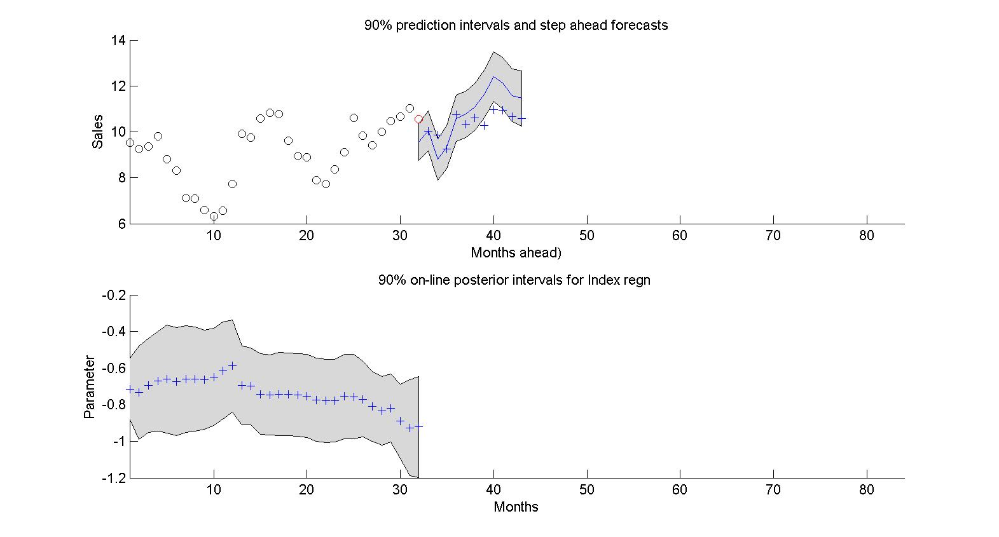 90% prediction intervals and step ahead forecasts
14
12
10
8
6
Sales
10 20 30 40 50 60 70 80
Months ahead)
90% on-line posterior intervals for Index regn
-0.2
-0.4
-0.6
-0.8
-1
-1.2
Parameter
10 20 30 40 50 60 70 80
Months